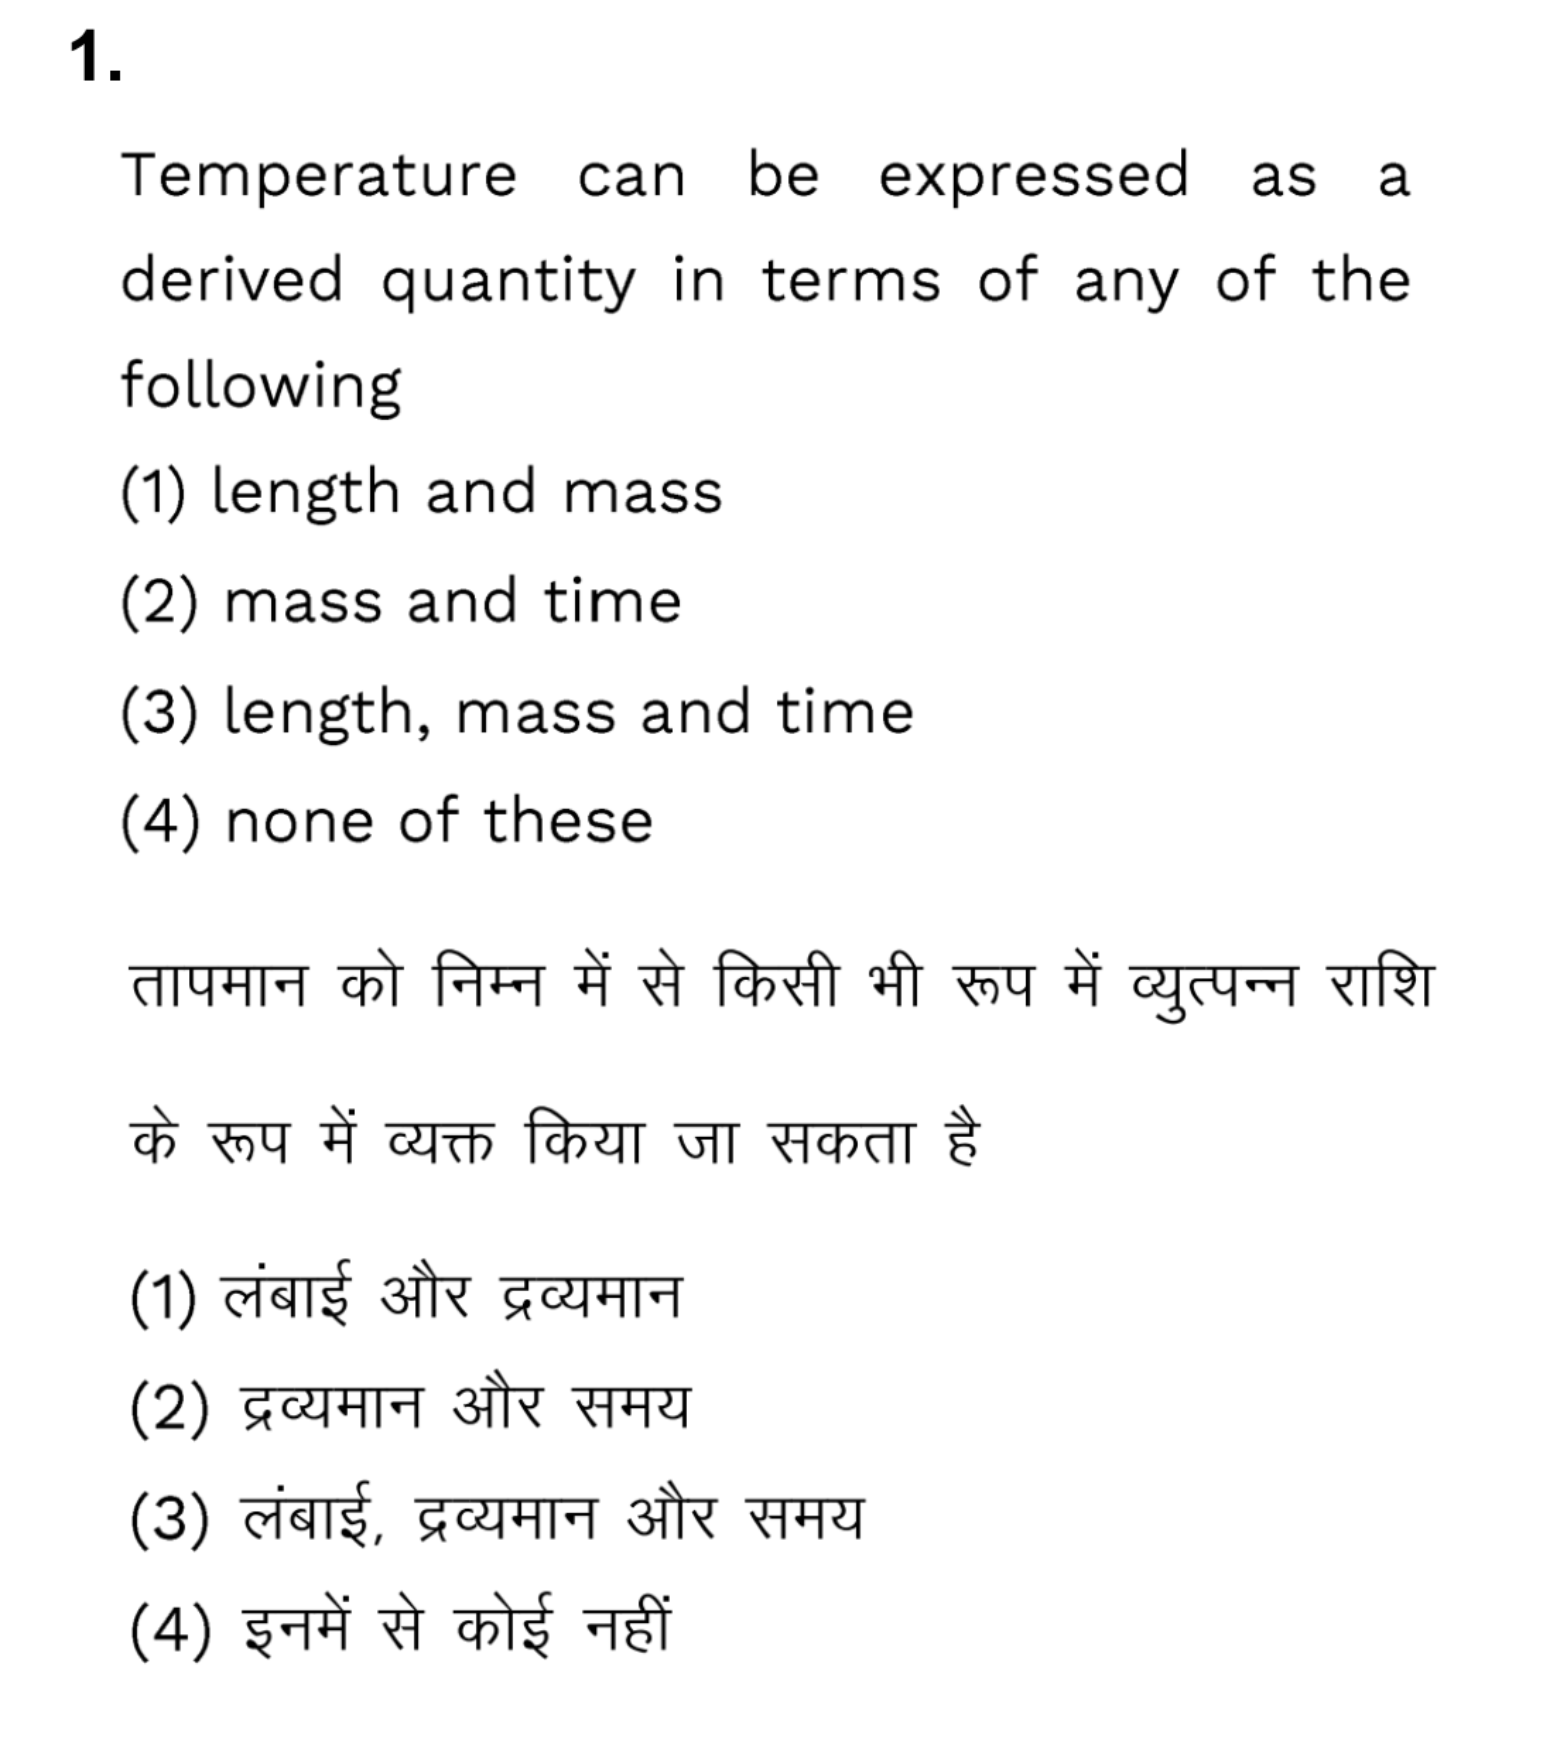 1.
Temperature can be expressed as a
derived quantity in terms of any of the
following
(1) length and mass
(2) mass and time
(3) length, mass and time
(4) none of these
तापमान को निम्न में से किसी भी रूप में व्युत्पन्न राशि
के रूप में व्यक्त किया जा सकता है
(1) लंबाई और द्रव्यमान
(2) द्रव्यमान और समय
(3) लंबाई, द्रव्यमान और समय
(4) इनमें से कोई नहीं